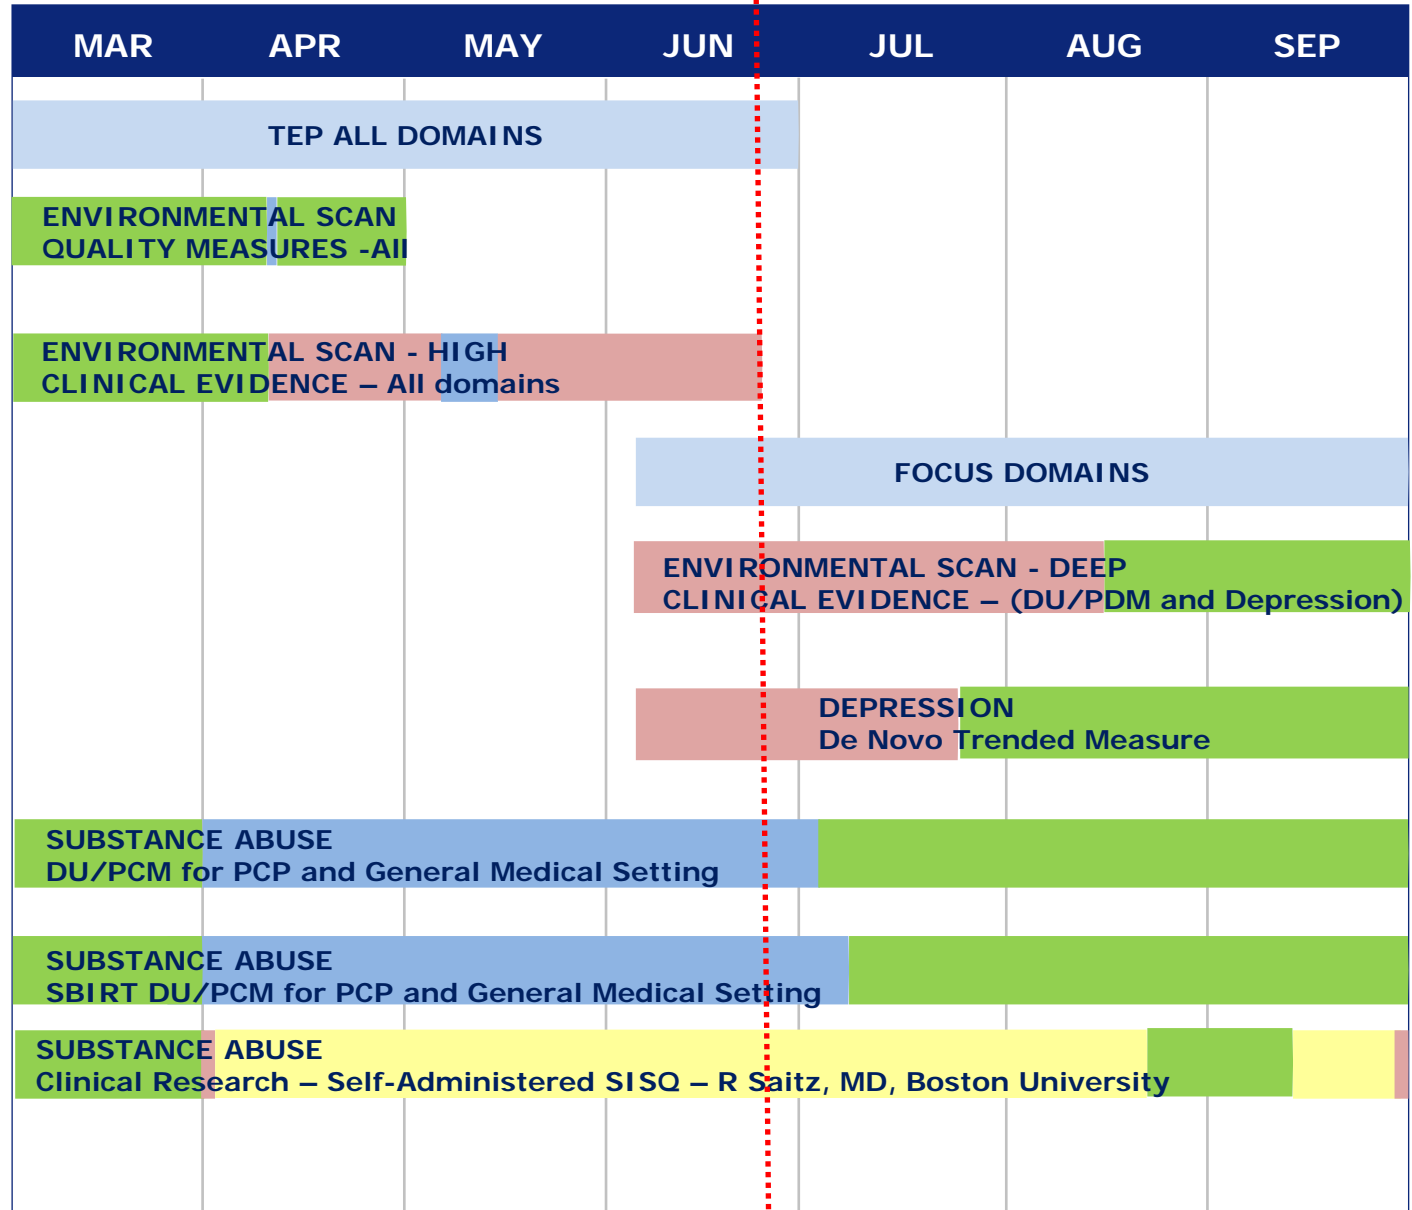 MAR APR MAY JUN JUL AUG SEP
TEP ALL DOMAINS
ENVIRONMENTAL SCAN
QUALITY MEASURES -All
ENVIRONMENTAL SCAN - HIGH
CLINICAL EVIDENCE – All domains
FOCUS DOMAINS
ENVIRONMENTAL SCAN - DEEP
CLINICAL EVIDENCE – (DU/PDM and Depression)
DEPRESSION
De Novo Trended Measure
SUBSTANCE ABUSE
DU/PCM for PCP and General Medical Setting
SUBSTANCE ABUSE
SBIRT DU/PCM for PCP and General Medical Setting
SUBSTANCE ABUSE
Clinical Research – Self-Administered SISQ – R Saitz, MD, Boston University